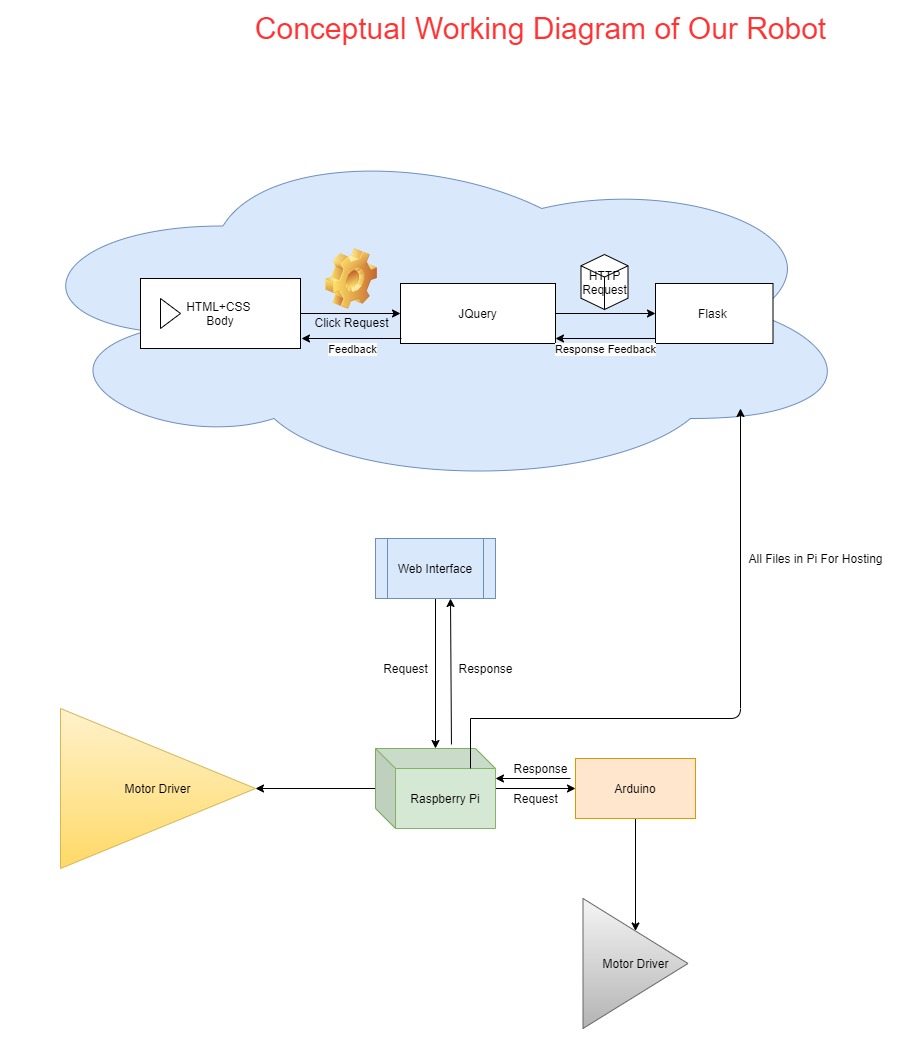 Conceptual Working Diagram of Our Robot
HTML+CSS
Body
Click Request
Feedback
JQuery
HTTP
Request
Response Feedback
Flask
All Files in Pi For Hosting
Web Interface
Request
Response
Motor Driver
Raspberry Pi
Response
Request
Arduino
Motor Driver